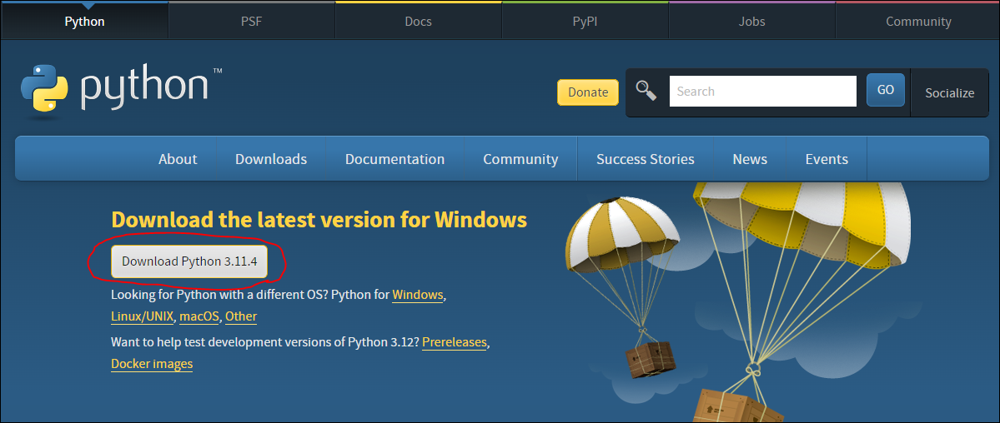 Python PSF Docs PyPI Jobs Community
python™
Donate Search GO Socialize
About Downloads Documentation Community Success Stories News Events
Download the latest version for Windows
Download Python 3.11.4
Looking for Python with a different OS? Python for Windows,
Linux/UNIX, macOS, Other
Want to help test development versions of Python 3.12? Prereleases,
Docker images